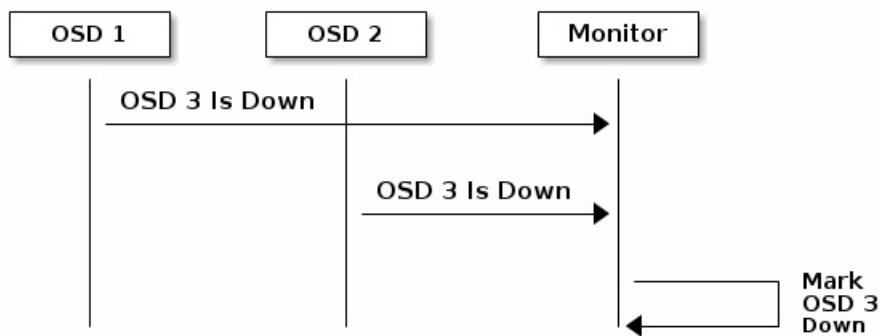 OSD 1
OSD 2
Monitor
OSD 3 Is Down
OSD 3 Is Down
Mark
OSD 3
Down